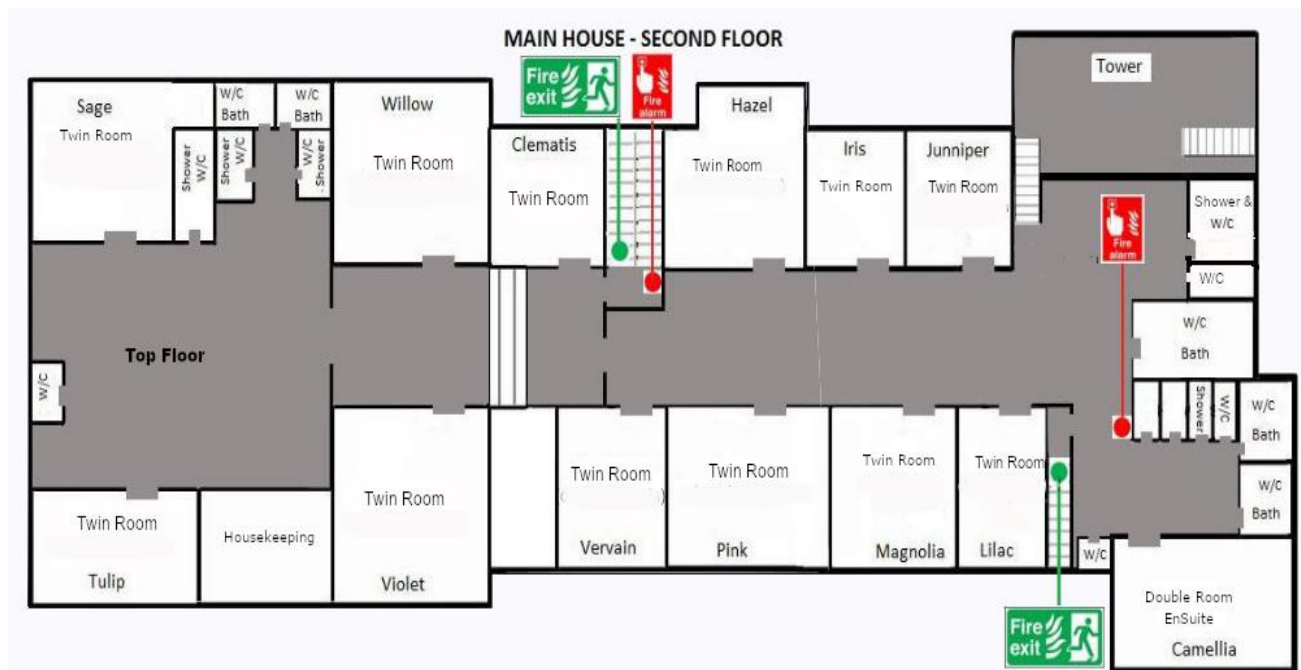 MAIN HOUSE - SECOND FLOOR
Fire
exit
Fire
alarm
Tower
Sage
Twin Room
W/C
Bath
W/C
Bath
Shower
W/C
Shower
W/C
W/C
Shower
Willow
Twin Room
Clematis
Twin Room
Hazel
Twin Room
Iris
Twin Room
Junniper
Twin Room
Fire
alarm
Shower &
W/C
W/C
W/C
Bath
Top Floor
W/C
Shower
W/C
W/C
Bath
W/C
Bath
Twin Room
Tulip
Housekeeping
Twin Room
Violet
Twin Room
Vervain
Twin Room
Pink
Twin Room
Magnolia
Twin Room
Lilac
W/C
Fire
exit
Double Room
EnSuite
Camellia